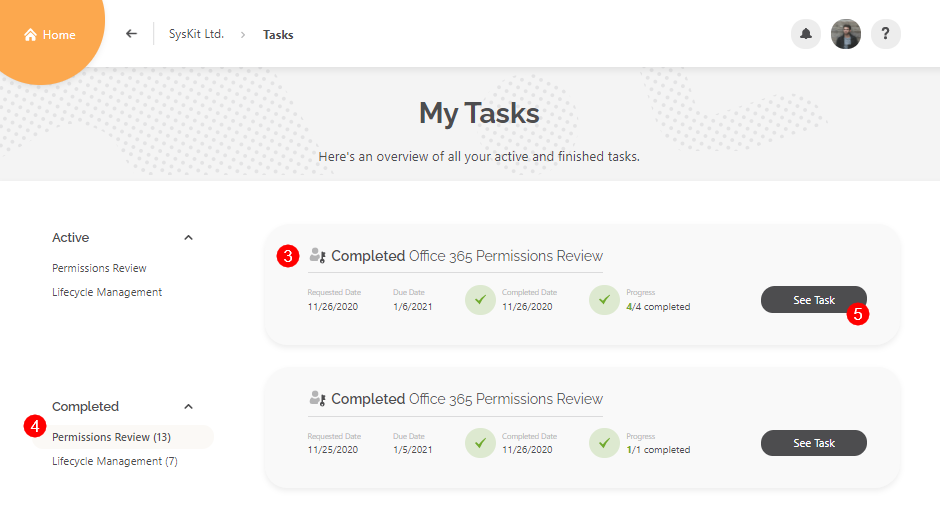 Home
SysKit Ltd. > Tasks
?
My Tasks
Here's an overview of all your active and finished tasks.
Active
Permissions Review
Lifecycle Management
Completed
4
Permissions Review (13)
Lifecycle Management (7)
3 Completed Office 365 Permissions Review
Requested Date Due Date Completed Date Progress
11/26/2020 1/6/2021 11/26/2020 4/4 completed
See Task
5
Completed Office 365 Permissions Review
Requested Date Due Date Completed Date Progress
11/25/2020 1/5/2021 11/26/2020 1/1 completed
See Task